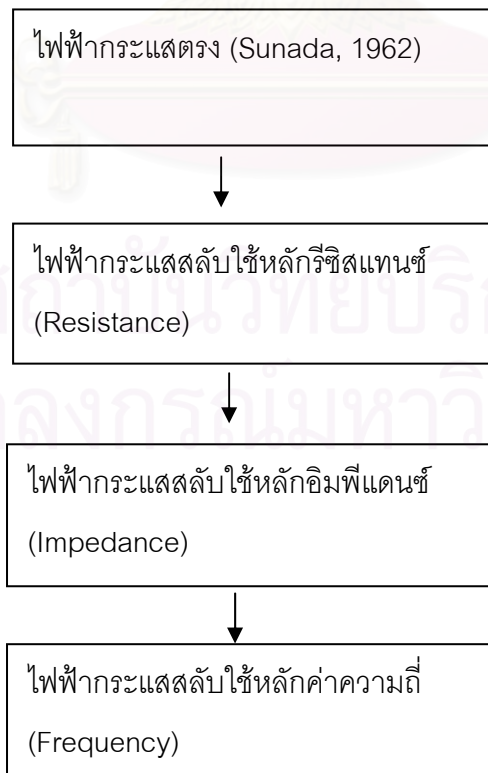 ไฟฟ้ากระแสตรง (Sunada, 1962)
ไฟฟ้ากระแสสลับใช้หลักรีซิสแทนซ์
(Resistance)
ไฟฟ้ากระแสสลับใช้หลักอิมพีแดนซ์
(Impedance)
ไฟฟ้ากระแสสลับใช้หลักค่าความถี่
(Frequency)